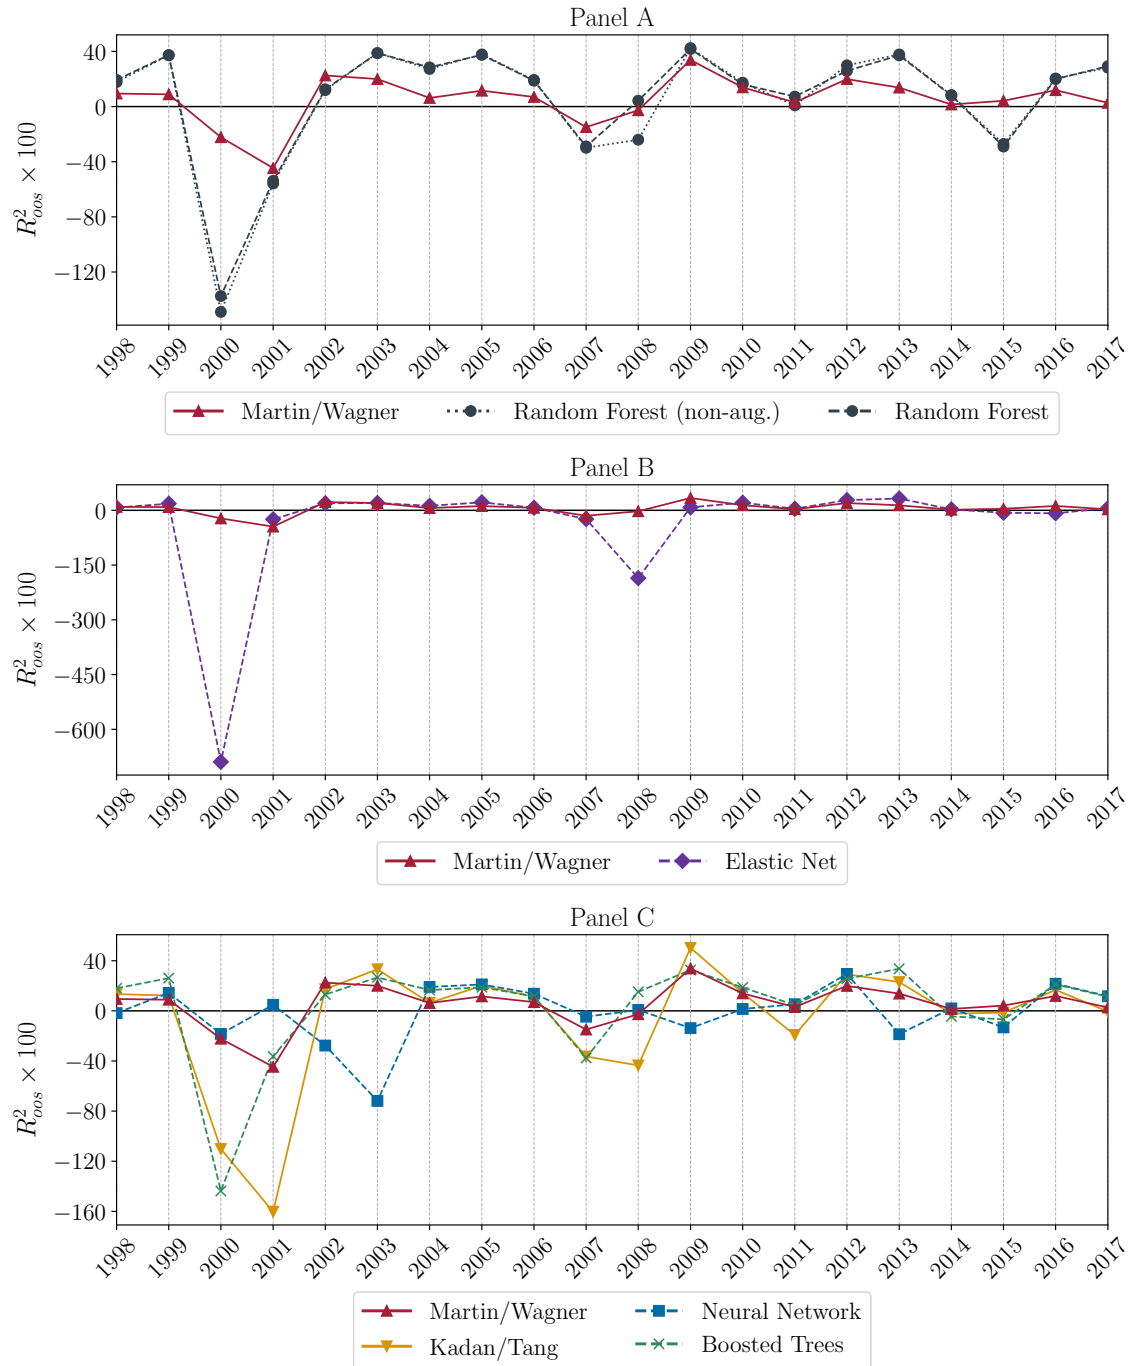 Panel A
R²oos × 100
40
0
−40
−80
−120
1998 1999 2000 2001 2002 2003 2004 2005 2006 2007 2008 2009 2010 2011 2012 2013 2014 2015 2016 2017
Martin/Wagner Random Forest (non-aug.) Random Forest
Panel B
R²oos × 100
0
−150
−300
−450
−600
1998 1999 2000 2001 2002 2003 2004 2005 2006 2007 2008 2009 2010 2011 2012 2013 2014 2015 2016 2017
Martin/Wagner Elastic Net
Panel C
R²oos × 100
40
0
−40
−80
−120
−160
1998 1999 2000 2001 2002 2003 2004 2005 2006 2007 2008 2009 2010 2011 2012 2013 2014 2015 2016 2017
Martin/Wagner Neural Network
Kadan/Tang Boosted Trees